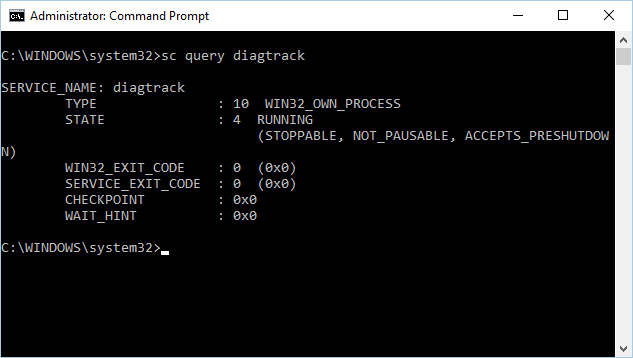 Administrator: Command Prompt
C:\WINDOWS\system32>sc query diagtrack
SERVICE_NAME: diagtrack
TYPE : 10 WIN32_OWN_PROCESS
STATE : 4 RUNNING
(STOPPABLE, NOT_PAUSABLE, ACCEPTS_PRESHUTDOW
N)
WIN32_EXIT_CODE : 0 (0x0)
SERVICE_EXIT_CODE : 0 (0x0)
CHECKPOINT : 0x0
WAIT_HINT : 0x0
C:\WINDOWS\system32>